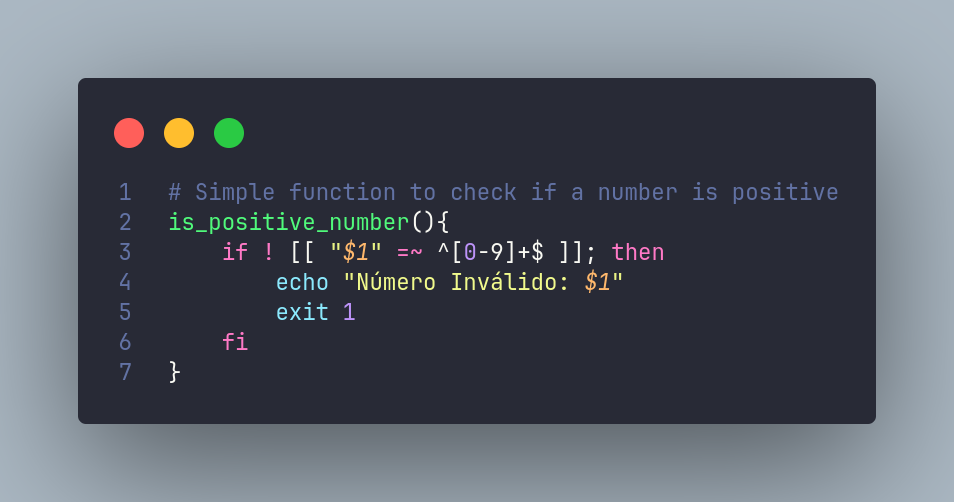 1 # Simple function to check if a number is positive
2 is_positive_number(){
3     if ! [[ "$1" =~ ^[0-9]+$ ]]; then
4         echo "Número Inválido: $1"
5         exit 1
6     fi
7 }